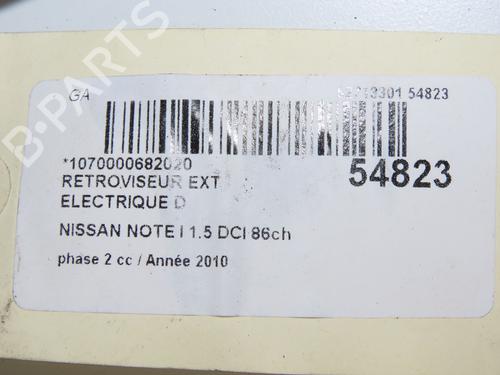 GA
54823
*1070000682020
RETROVISEUR EXT
54823
ELECTRIQUE D
NISSAN NOTE I 1.5 DCI 86ch
phase 2 cc / Année 2010
B-PARTS